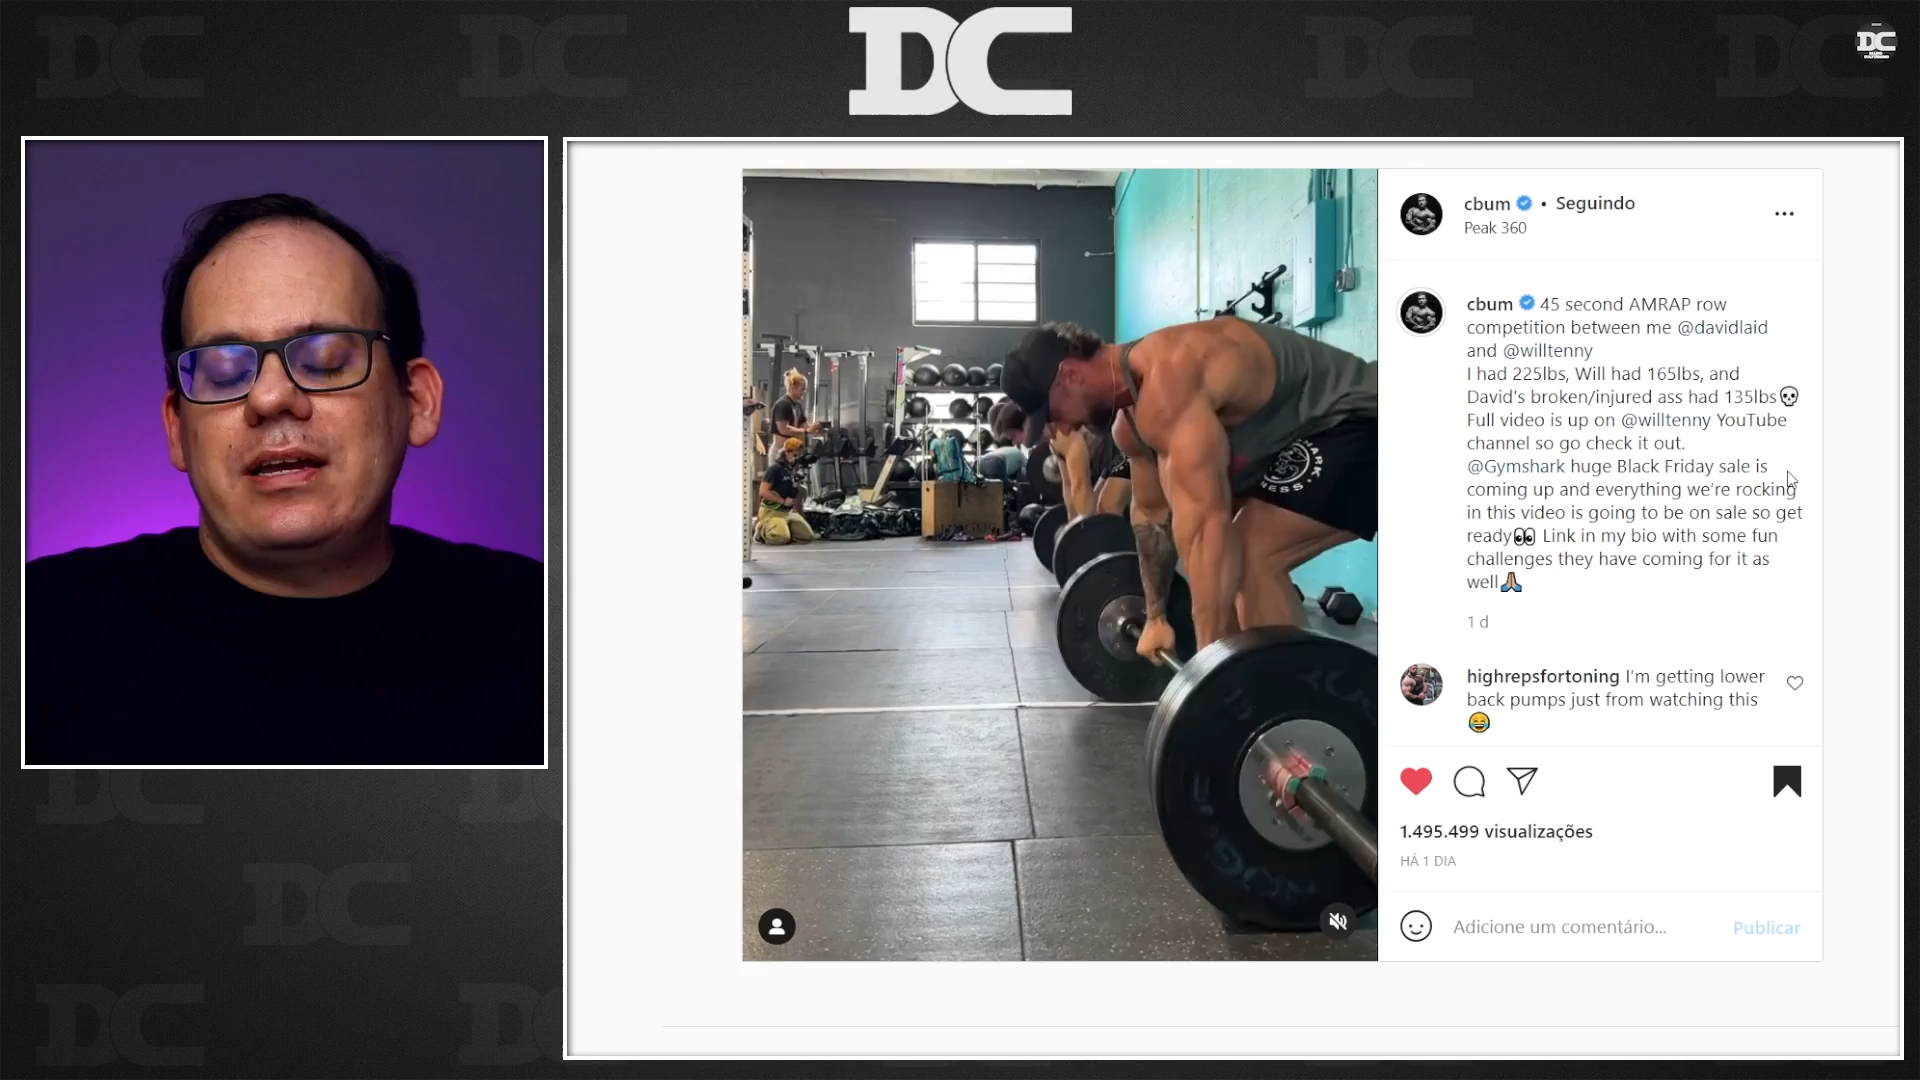 DC
DC
cbum • Seguindo
Peak 360
cbum 45 second AMRAP row
competition between me @davidlaid
and @willtenny
I had 225lbs, Will had 165lbs, and
David's broken/injured ass had 135lbs💀
Full video is up on @willtenny YouTube
channel so go check it out.
@Gymshark huge Black Friday sale is
coming up and everything we're rocking
in this video is going to be on sale so get
ready👀 Link in my bio with some fun
challenges they have coming for it as
well🙏🏽
1 d
highrepsfortoning I'm getting lower
back pumps just from watching this
😂
1.495.499 visualizações
HÁ 1 DIA
Adicione um comentário...
Publicar